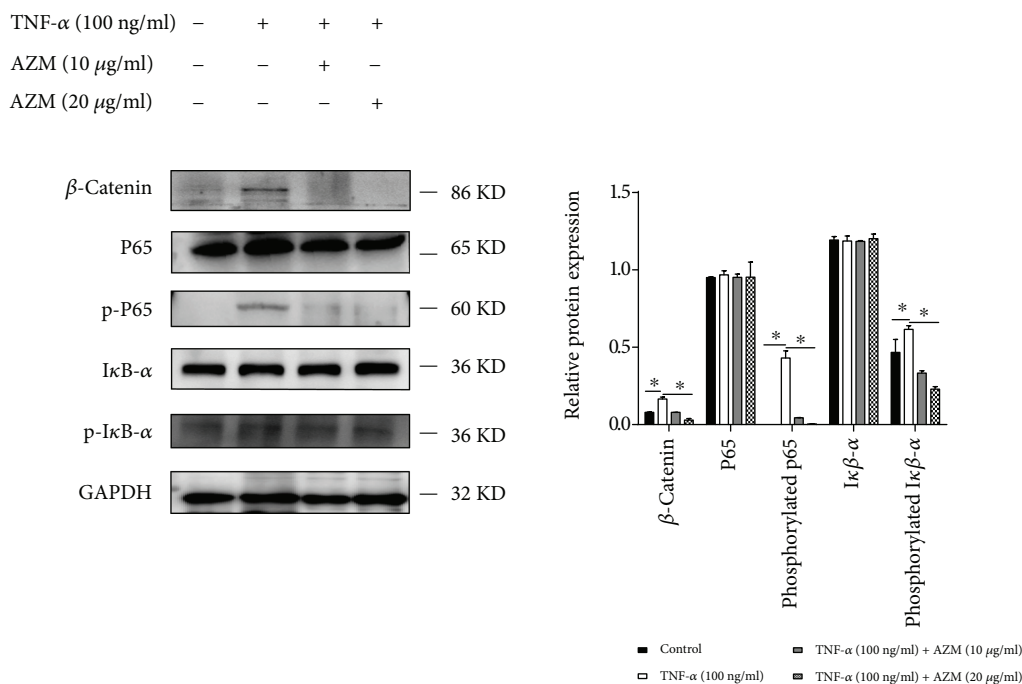 TNF-α (100 ng/ml) − + + +
AZM (10 μg/ml) − − + −
AZM (20 μg/ml) − − − +
β-Catenin — 86 KD
P65 — 65 KD
p-P65 — 60 KD
IκB-α — 36 KD
p-IκB-α — 36 KD
GAPDH — 32 KD
Relative protein expression
1.5
1.0
0.5
0.0
* *
* *
* *
β-Catenin
P65
Phosphorylated p65
Iκβ-α
Phosphorylated Iκβ-α
Control
TNF-α (100 ng/ml)
TNF-α (100 ng/ml) + AZM (10 μg/ml)
TNF-α (100 ng/ml) + AZM (20 μg/ml)